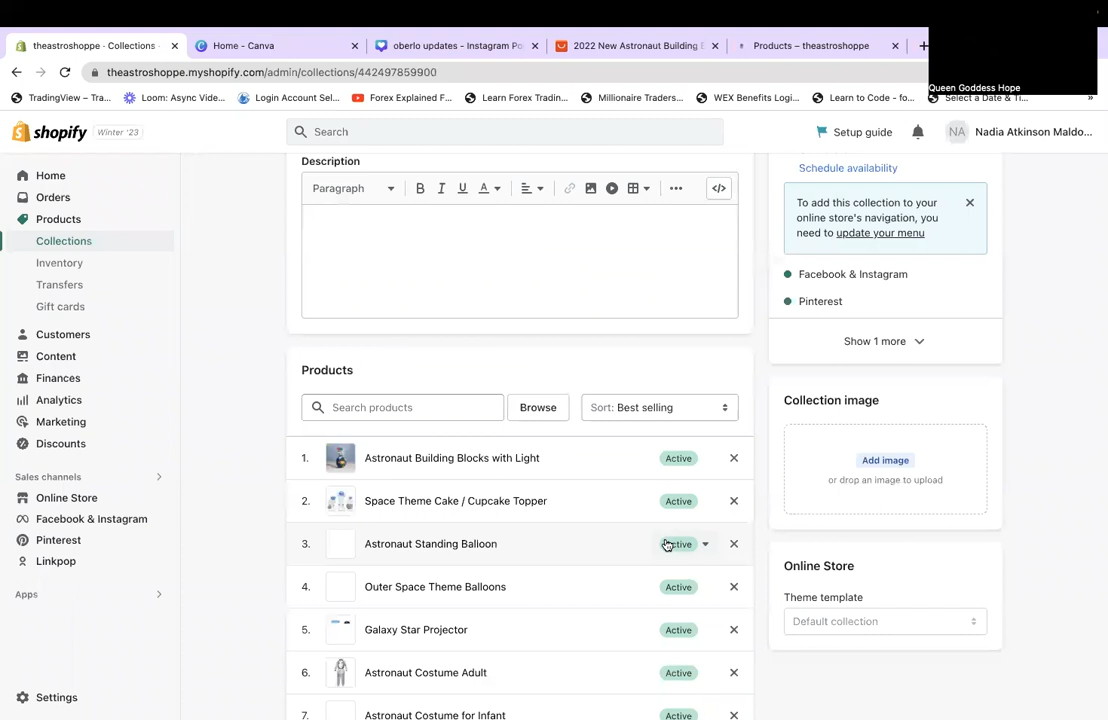 theastroshoppe · Collections ·
Home - Canva
oberlo updates - Instagram Po
2022 New Astronaut Building E
Products – theastroshoppe
theastroshoppe.myshopify.com/admin/collections/442497859900
Queen Goddess Hope
TradingView – Tra...
Loom: Async Vide...
Login Account Sel...
Forex Explained F...
Learn Forex Tradin...
Millionaire Traders...
WEX Benefits Logi...
Learn to Code - fo...
Select a Date & Ti...
»
shopify
Winter '23
Search
Setup guide
NA
Nadia Atkinson Maldo...
Home
Orders
Products
Collections
Inventory
Transfers
Gift cards
Customers
Content
Finances
Analytics
Marketing
Discounts
Sales channels
Online Store
Facebook & Instagram
Pinterest
Linkpop
Apps
Settings
Description
Paragraph
B I U A
</>
Products
Search products
Browse
Sort: Best selling
1. Astronaut Building Blocks with Light Active
2. Space Theme Cake / Cupcake Topper Active
3. Astronaut Standing Balloon Active
4. Outer Space Theme Balloons Active
5. Galaxy Star Projector Active
6. Astronaut Costume Adult Active
7. Astronaut Costume for Infant Active
Schedule availability
To add this collection to your
online store's navigation, you
need to update your menu
Facebook & Instagram
Pinterest
Show 1 more
Collection image
Add image
or drop an image to upload
Online Store
Theme template
Default collection